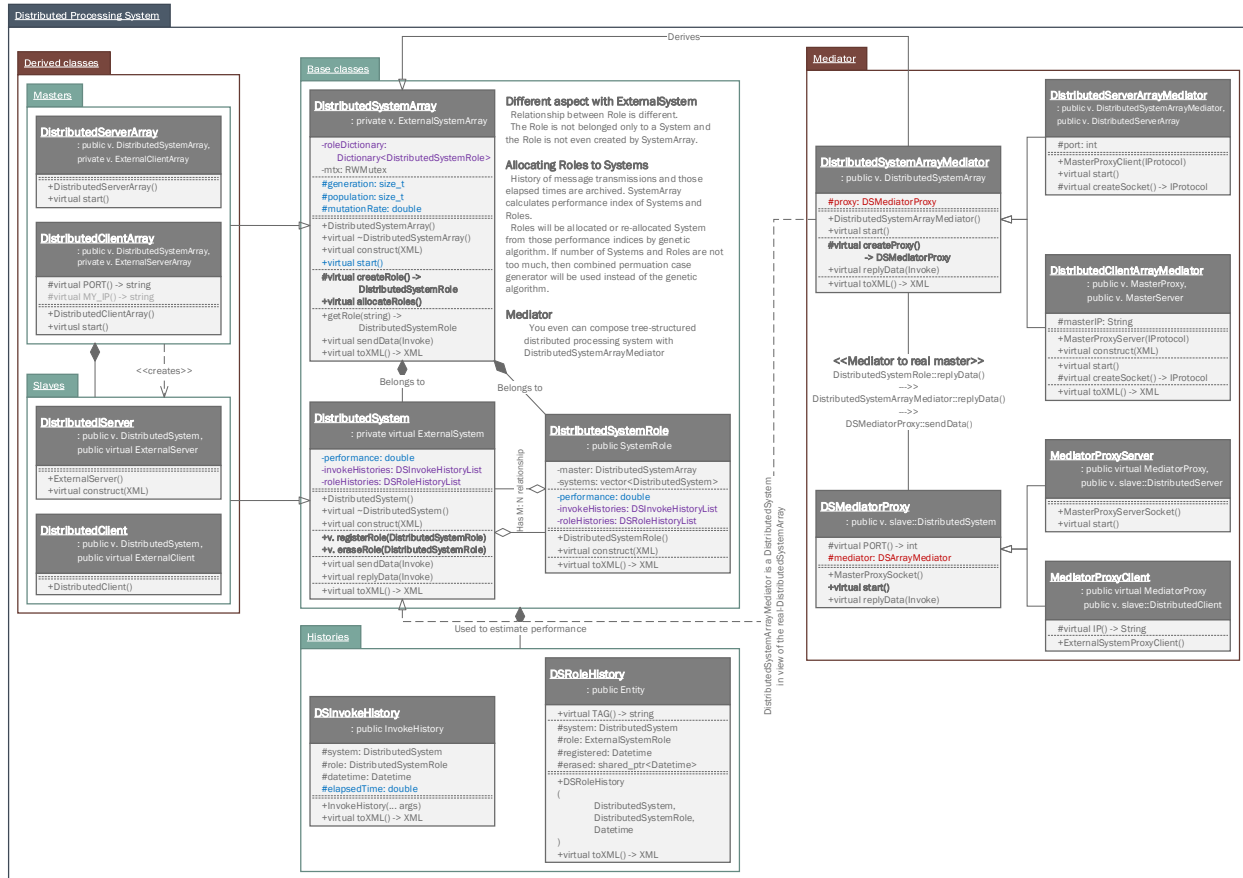 Distributed Processing System
Derived classes
Masters
DistributedServerArray
: public v. DistributedSystemArray,
private v. ExternalClientArray
+DistributedServerArray()
+virtual start()
DistributedClientArray
: public v. DistributedSystemArray,
private v. ExternalServerArray
#virtual PORT() -> string
#virtual MY_IP() -> string
+DistributedClientArray()
+virtusl start()
<<creates>>
Slaves
DistributedlServer
: public v. DistributedSystem,
public virtual ExternalServer
+ExternalServer()
+virtual construct(XML)
DistributedClient
: public v. DistributedSystem,
public virtual ExternalClient
+DistributedClient()
Base classes
DistributedSystemArray
: private v. ExternalSystemArray
-roleDictionary:
Dictionary<DistributedSystemRole>
-mtx: RWMutex
#generation: size_t
#population: size_t
#mutationRate: double
+DistributedSystemArray()
+virtual ~DistributedSystemArray()
+virtual construct(XML)
+virtual start()
#virtual createRole() ->
DistributedSystemRole
+virtual allocateRoles()
+getRole(string) ->
DistributedSystemRole
+virtual sendData(Invoke)
+virtual toXML() -> XML
Different aspect with ExternalSystem
Relationship between Role is different.
The Role is not belonged only to a System and
the Role is not even created by SystemArray.
Allocating Roles to Systems
History of message transmissions and those
elapsed times are archived. SystemArray
calculates performance index of Systems and
Roles.
Roles will be allocated or re-allocated System
from those performance indices by genetic
algorithm. If number of Systems and Roles are not
too much, then combined permuation case
generator will be used instead of the genetic
algorithm.
Mediator
You even can compose tree-structured
distributed processing system with
DistributedSystemArrayMediator
Belongs to
Belongs to
DistributedSystem
: private virtual ExternalSystem
-performance: double
-invokeHistories: DSInvokeHistoryList
-roleHistories: DSRoleHistoryList
+DistributedSystem()
+virtual ~DistributedSystem()
+virtual construct(XML)
+v. registerRole(DistributedSystemRole)
+v. eraseRole(DistributedSystemRole)
+virtual sendData(Invoke)
+virtual replyData(Invoke)
+virtual toXML() -> XML
Has M: N relationship
DistributedSystemRole
: public SystemRole
-master: DistributedSystemArray
-systems: vector<DistributedSystem>
-performance: double
-invokeHistories: DSInvokeHistoryList
-roleHistories: DSRoleHistoryList
+DistributedSystemRole()
+virtual construct(XML)
+virtual toXML() -> XML
Used to estimate performance
Histories
DSInvokeHistory
: public InvokeHistory
#system: DistributedSystem
#role: DistributedSystemRole
#datetime: Datetime
#elapsedTime: double
+InvokeHistory(... args)
+virtual toXML() -> XML
DSRoleHistory
: public Entity
+virtual TAG() -> string
#system: DistributedSystem
#role: ExternalSystemRole
#registered: Datetime
#erased: shared_ptr<Datetime>
+DSRoleHistory
(
DistributedSystem,
DistributedSystemRole,
Datetime
)
+virtual toXML() -> XML
Derives
DistributedSystemArrayMediator is a DistributedSystem
in view of the real-DistributedSystemArray
Mediator
DistributedSystemArrayMediator
: public v. DistributedSystemArray
#proxy: DSMediatorProxy
+DistributedSystemArrayMediator()
+virtual start()
#virtual createProxy()
-> DSMediatorProxy
+virtual replyData(Invoke)
+virtual toXML() -> XML
<<Mediator to real master>>
DistributedSystemRole::replyData()
--->>
DistributedSystemArrayMediator::replyData()
--->>
DSMediatorProxy::sendData()
DSMediatorProxy
: public v. slave::DistributedSystem
#virtual PORT() -> int
#mediator: DSArrayMediator
+MasterProxySocket()
+virtual start()
+virtual replyData(Invoke)
DistributedServerArrayMediator
: public v. DistributedSystemArrayMediator,
public v. DistributedServerArray
#port: int
+MasterProxyClient(IProtocol)
+virtual start()
#virtual createSocket() -> IProtocol
DistributedClientArrayMediator
: public v. MasterProxy,
public v. MasterServer
#masterIP: String
+MasterProxyServer(IProtocol)
+virtual construct(XML)
+virtual start()
#virtual createSocket() -> IProtocol
+virtual toXML() -> XML
MediatorProxyServer
: public virtual MediatorProxy,
public v. slave::DistributedServer
+MasterProxyServerSocket()
+virtual start()
MediatorProxyClient
: public virtual MediatorProxy
public v. slave::DistributedClient
#virtual IP() -> String
+ExternalSystemProxyClient()